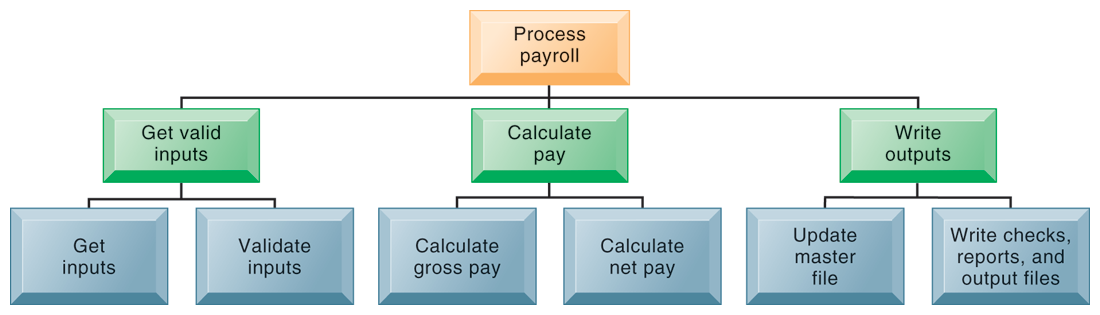 Process
payroll
Get valid
inputs
Calculate
pay
Write
outputs
Get
inputs
Validate
inputs
Calculate
gross pay
Calculate
net pay
Update
master
file
Write checks,
reports, and
output files